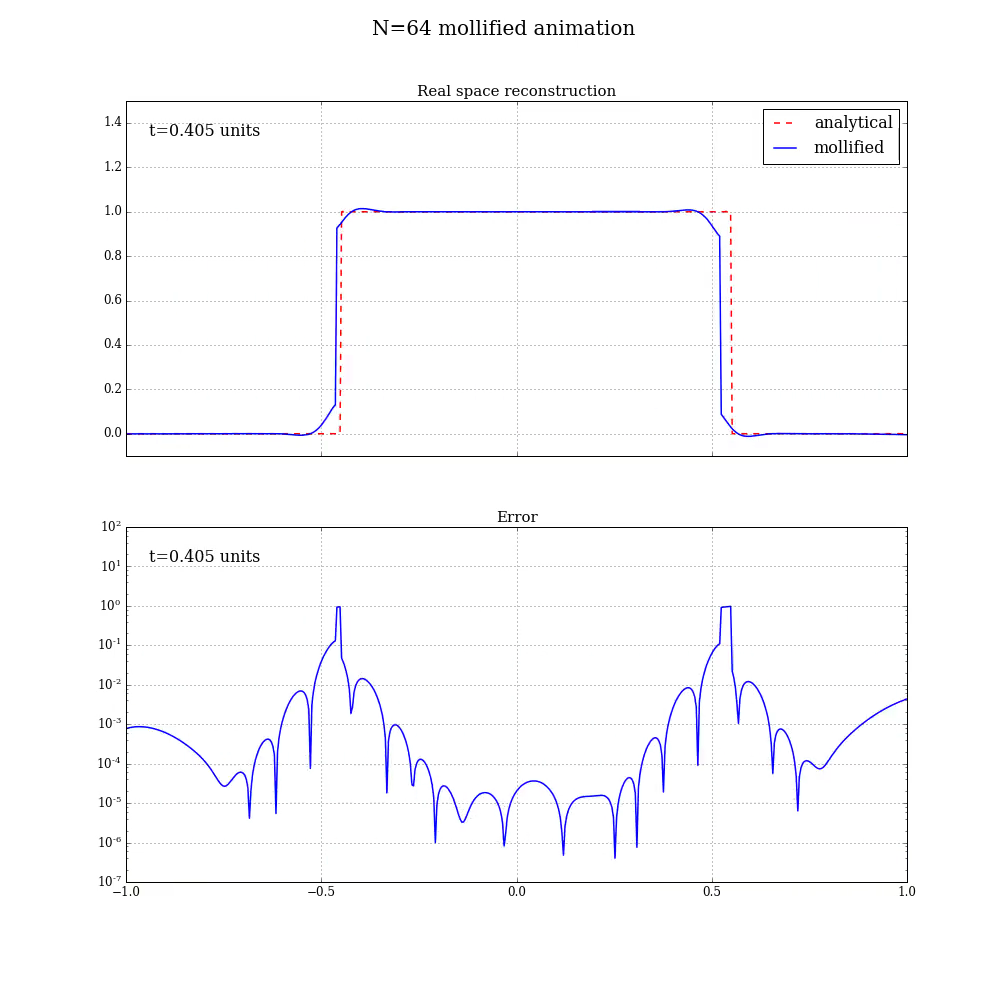 N=64 mollified animation
Real space reconstruction
t=0.405 units
analytical
mollified
1.4
1.2
1.0
0.8
0.6
0.4
0.2
0.0
Error
t=0.405 units
10²
10¹
10⁰
10⁻¹
10⁻²
10⁻³
10⁻⁴
10⁻⁵
10⁻⁶
10⁻⁷
−1.0 −0.5 0.0 0.5 1.0